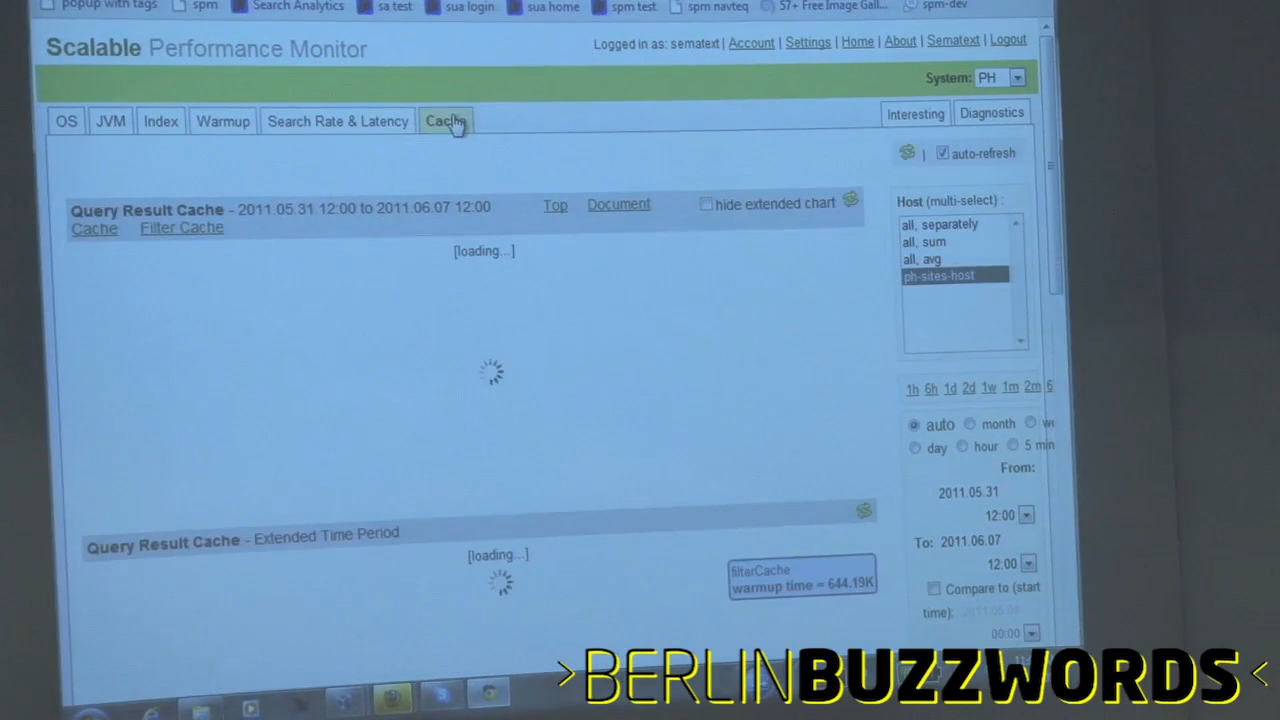 popup with tags spm Search Analytics sa test sua login sua home spm test spm navteq 57+ Free Image Gall... spm-dev
Scalable Performance Monitor
Logged in as: sematext | Account | Settings | Home | About | Sematext | Logout
System: PH
OS JVM Index Warmup Search Rate & Latency Cache Interesting Diagnostics
| auto-refresh
Query Result Cache - 2011.05.31 12:00 to 2011.06.07 12:00 Top Document hide extended chart
Cache Filter Cache
[loading...]
Host (multi-select) :
all, separately
all, sum
all, avg
ph-sites-host
1h 6h 1d 2d 1w 1m 2m 6
auto month we
day hour 5 min
From:
2011.05.31
12:00
To: 2011.06.07
12:00
Compare to (start
time): 2011.05.08
00:00
Query Result Cache - Extended Time Period
[loading...]
filterCache
warmup time = 644.19K
>BERLINBUZZWORDS<